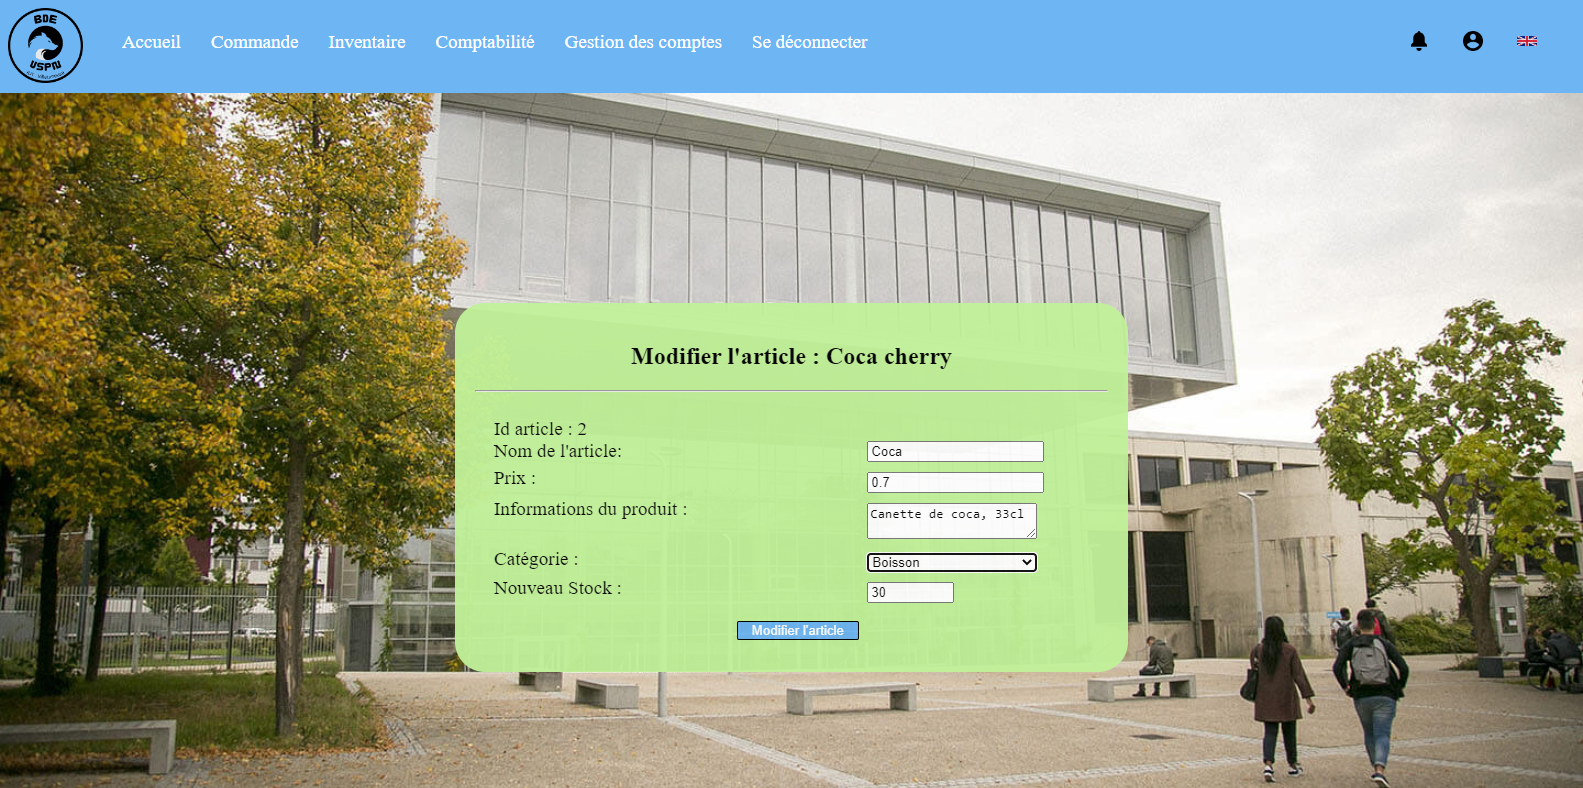 BDE
USPN
Accueil Commande Inventaire Comptabilité Gestion des comptes Se déconnecter
Modifier l'article : Coca cherry
Id article : 2
Nom de l'article: Coca
Prix : 0.7
Informations du produit : Canette de coca, 33cl
Catégorie : Boisson
Nouveau Stock : 30
Modifier l'article